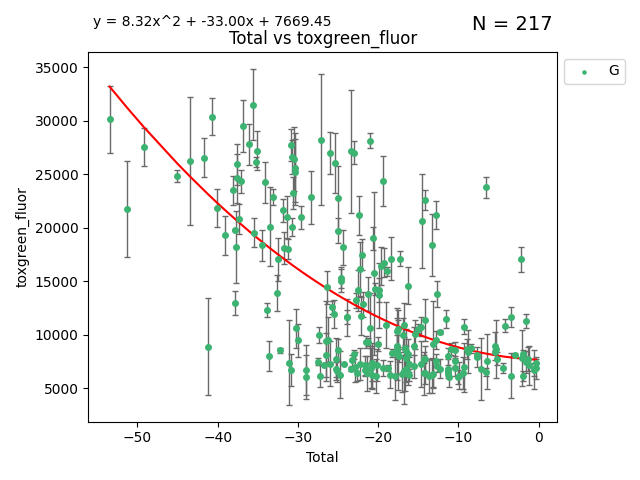 y = 8.32x^2 + -33.00x + 7669.45
N = 217
Total vs toxgreen_fluor
G
35000
30000
25000
20000
15000
10000
5000
toxgreen_fluor
−50 −40 −30 −20 −10 0
Total